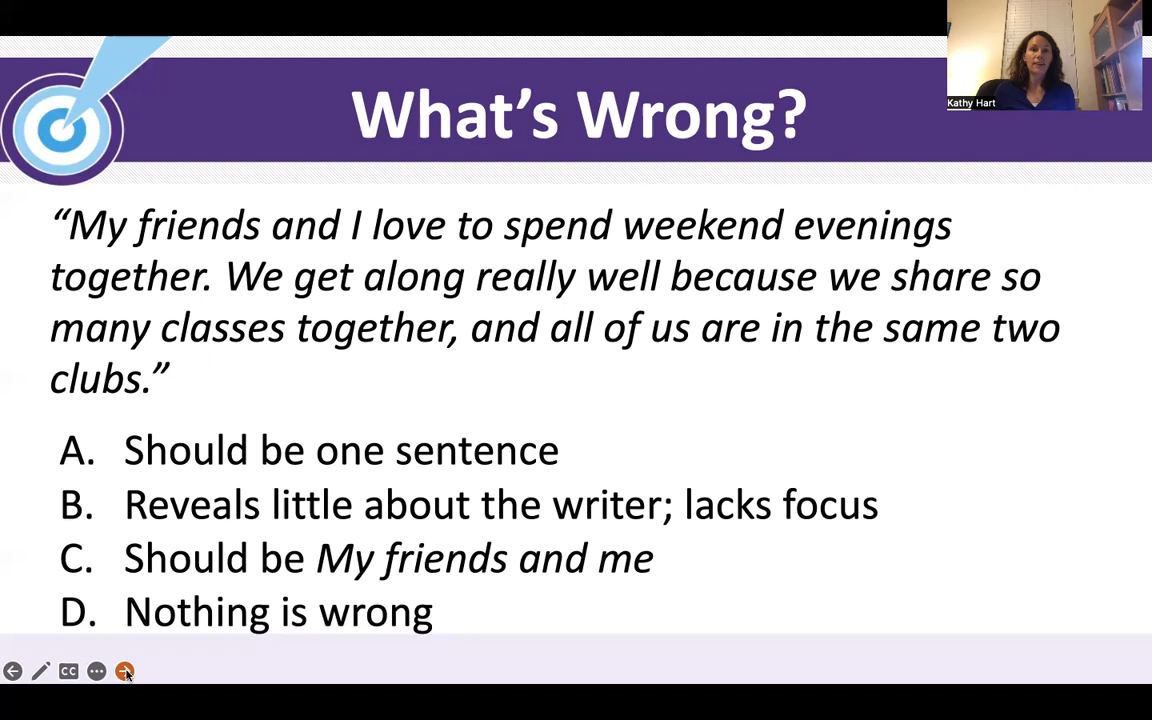 What's Wrong?
Kathy Hart
“My friends and I love to spend weekend evenings
together. We get along really well because we share so
many classes together, and all of us are in the same two
clubs.”
A. Should be one sentence
B. Reveals little about the writer; lacks focus
C. Should be My friends and me
D. Nothing is wrong
CC